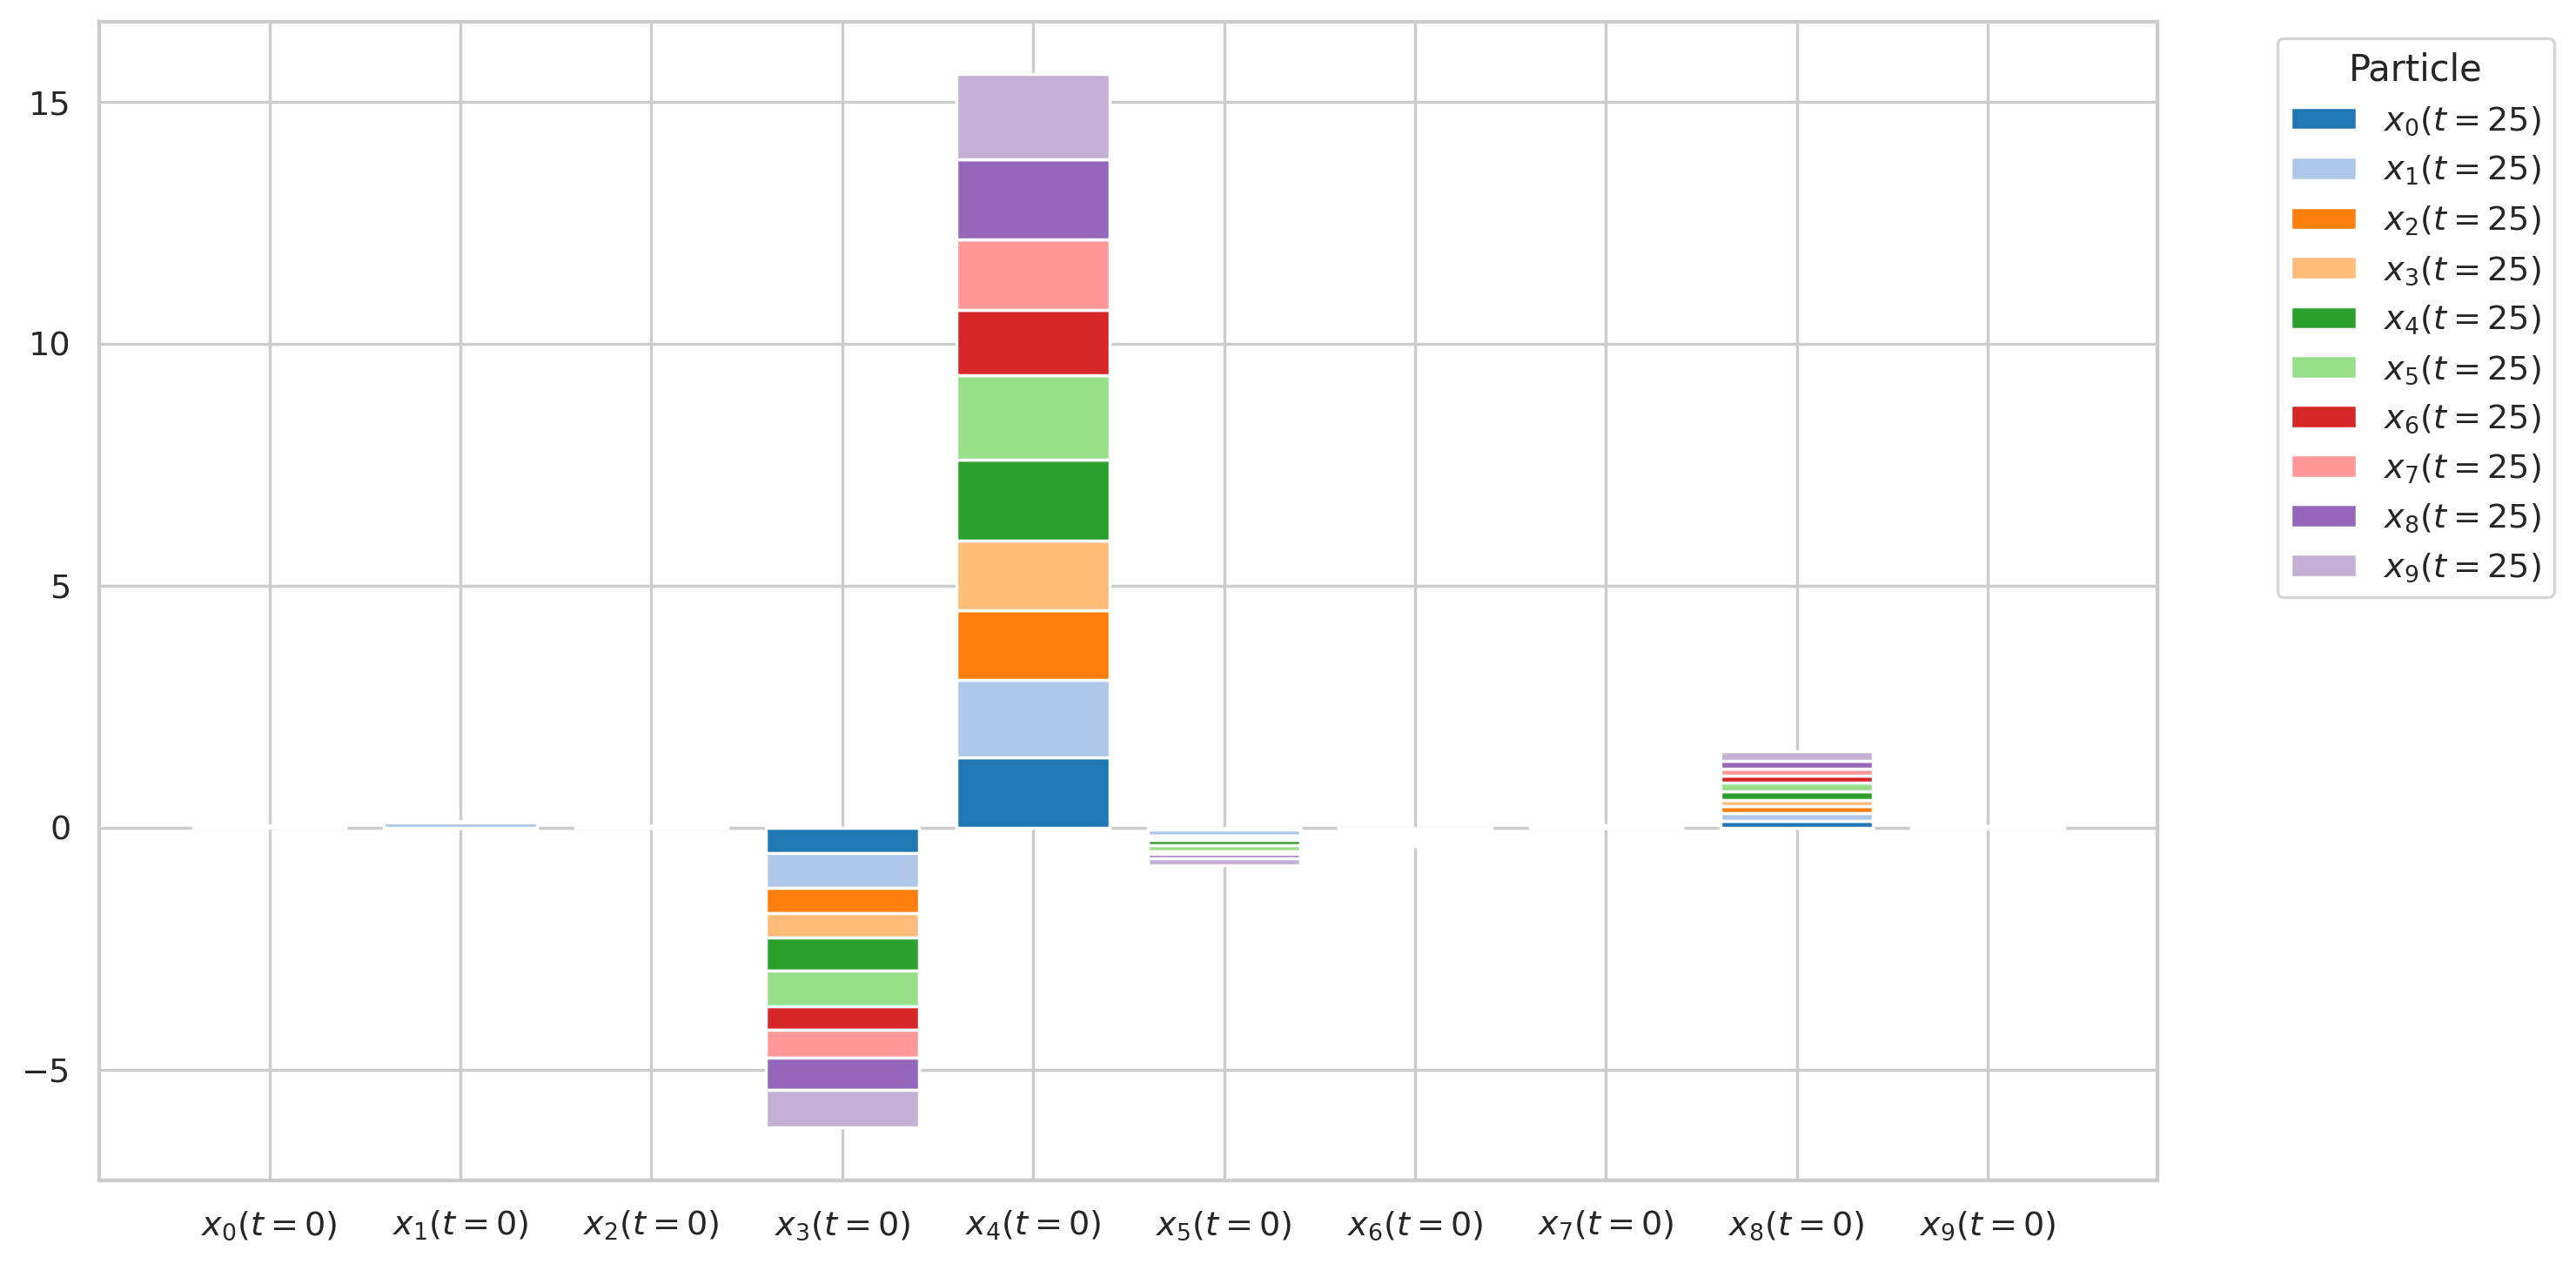 15
10
5
0
−5
x₀(t = 0) x₁(t = 0) x₂(t = 0) x₃(t = 0) x₄(t = 0) x₅(t = 0) x₆(t = 0) x₇(t = 0) x₈(t = 0) x₉(t = 0)
Particle
x₀(t = 25)
x₁(t = 25)
x₂(t = 25)
x₃(t = 25)
x₄(t = 25)
x₅(t = 25)
x₆(t = 25)
x₇(t = 25)
x₈(t = 25)
x₉(t = 25)